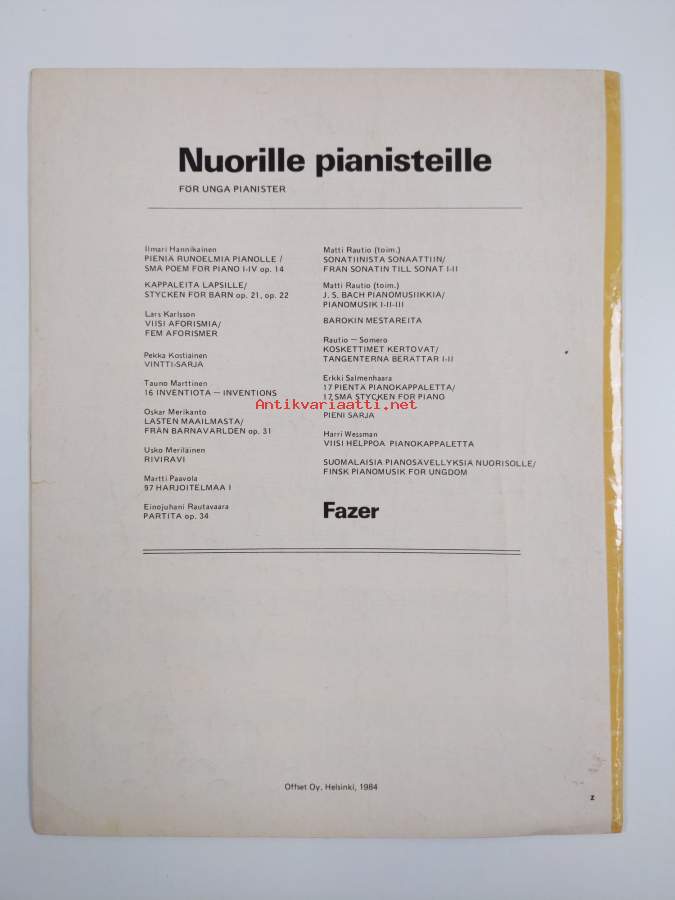 Nuorille pianisteille
FÖR UNGA PIANISTER
Ilmari Hannikainen
PIENIÄ RUNOELMIA PIANOLLE /
SMÅ POEM FÖR PIANO I-IV op. 14
KAPPALEITA LAPSILLE/
STYCKEN FÖR BARN op. 21, op. 22
Lars Karlsson
VIISI AFORISMIA/
FEM AFORISMER
Pekka Kostiainen
VINTTI-SARJA
Tauno Marttinen
16 INVENTIOTA — INVENTIONS
Oskar Merikanto
LASTEN MAAILMASTA/
FRÅN BARNAVÄRLDEN op. 31
Usko Meriläinen
RIVIRAVI
Martti Paavola
97 HARJOITELMAA I
Einojuhani Rautavaara
PARTITA op. 34
Matti Rautio (toim.)
SONATIINISTA SONAATTIIN/
FRÅN SONATIN TILL SONAT I-II
Matti Rautio (toim.)
J. S. BACH PIANOMUSIIKKIA/
PIANOMUSIK I-II-III
BAROKIN MESTAREITA
Rautio — Somero
KOSKETTIMET KERTOVAT/
TANGENTERNA BERÄTTAR I-II
Erkki Salmenhaara
17 PIENTÄ PIANOKAPPALETTA/
17 SMÅ STYCKEN FÖR PIANO
PIENI SARJA
Harri Wessman
VIISI HELPPOA PIANOKAPPALETTA
SUOMALAISIA PIANOSÄVELLYKSIÄ NUORISOLLE/
FINSK PIANOMUSIK FÖR UNGDOM
Fazer
Antikvariaatti.net
Offset Oy, Helsinki, 1984
z